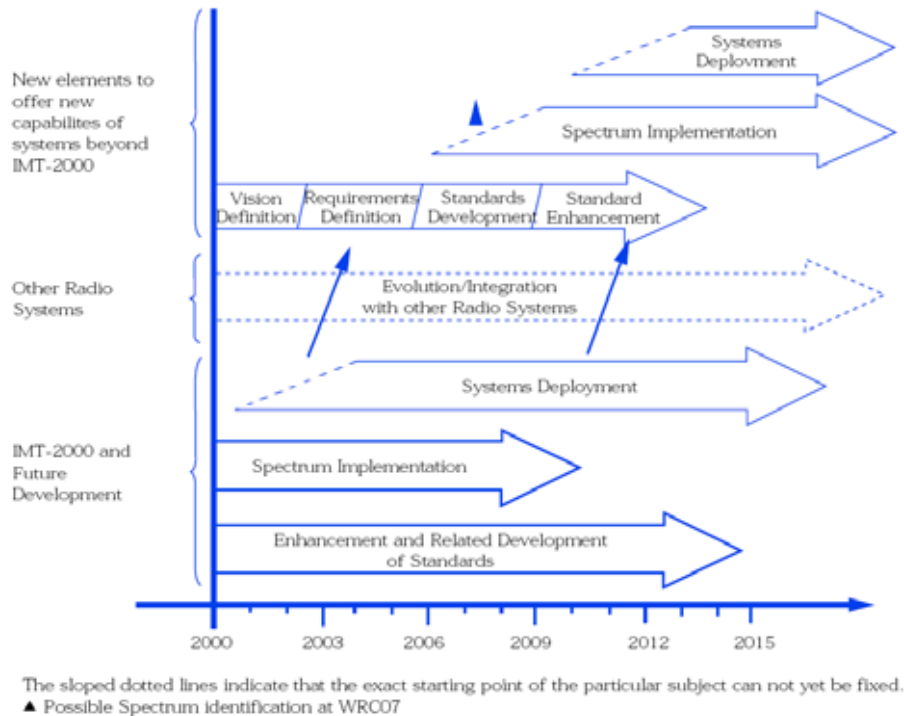 Systems
Deplovment
New elements to
offer new
capabilites of
systems beyond
IMT-2000
Spectrum Implementation
Vision
Definition
Requirements
Definition
Standards
Development
Standard
Enhancement
Other Radio
Systems
Evolution/Integration
with other Radio Systems
Systems Deployment
IMT-2000 and
Future
Development
Spectrum Implementation
Enhancement and Related Development
of Standards
2000 2003 2006 2009 2012 2015
The sloped dotted lines indicate that the exact starting point of the particular subject can not yet be fixed.
▲ Possible Spectrum identification at WRC07